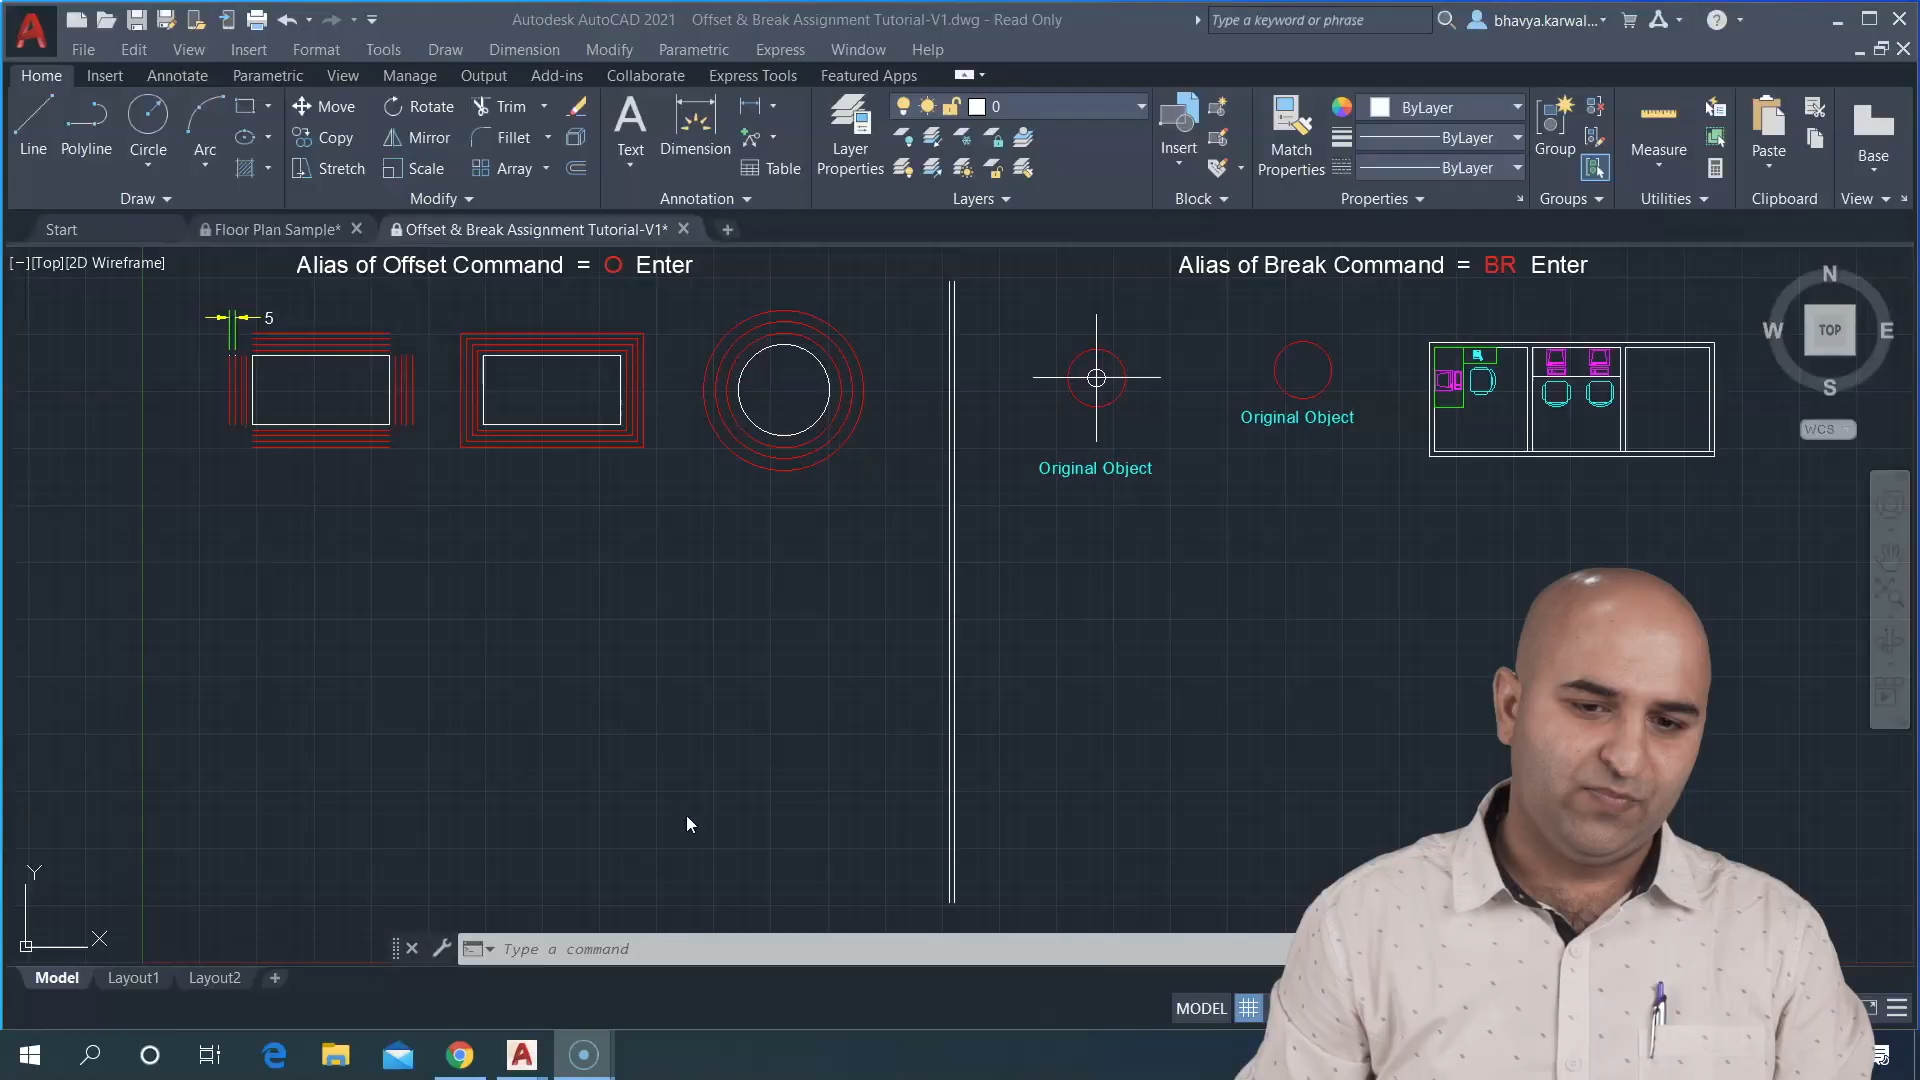 Autodesk AutoCAD 2021 Offset & Break Assignment Tutorial-V1.dwg - Read Only
Type a keyword or phrase
bhavya.karwal...
File Edit View Insert Format Tools Draw Dimension Modify Parametric Express Window Help
Home Insert Annotate Parametric View Manage Output Add-ins Collaborate Express Tools Featured Apps
Line Polyline Circle Arc
Move Rotate Trim
Copy Mirror Fillet
Stretch Scale Array
Text Dimension Table
Layer Properties
0
Insert
Match Properties
ByLayer
ByLayer
ByLayer
Group
Measure
Paste
Base
Draw Modify Annotation Layers Block Properties Groups Utilities Clipboard View
Start Floor Plan Sample* Offset & Break Assignment Tutorial-V1*
[−][Top][2D Wireframe]
Alias of Offset Command = O Enter
Alias of Break Command = BR Enter
5
Original Object
Original Object
N
W TOP E
S
WCS
Y
X
Type a command
Model Layout1 Layout2
MODEL